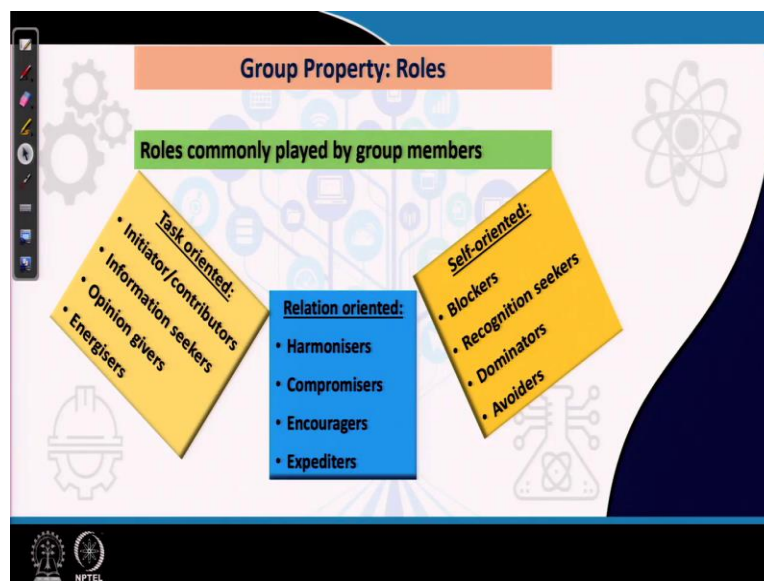 Group Property: Roles
Roles commonly played by group members
Task oriented:
• Initiator/contributors
• Information seekers
• Opinion givers
• Energisers
Relation oriented:
• Harmonisers
• Compromisers
• Encouragers
• Expediters
Self-oriented:
• Blockers
• Recognition seekers
• Dominators
• Avoiders
NPTEL